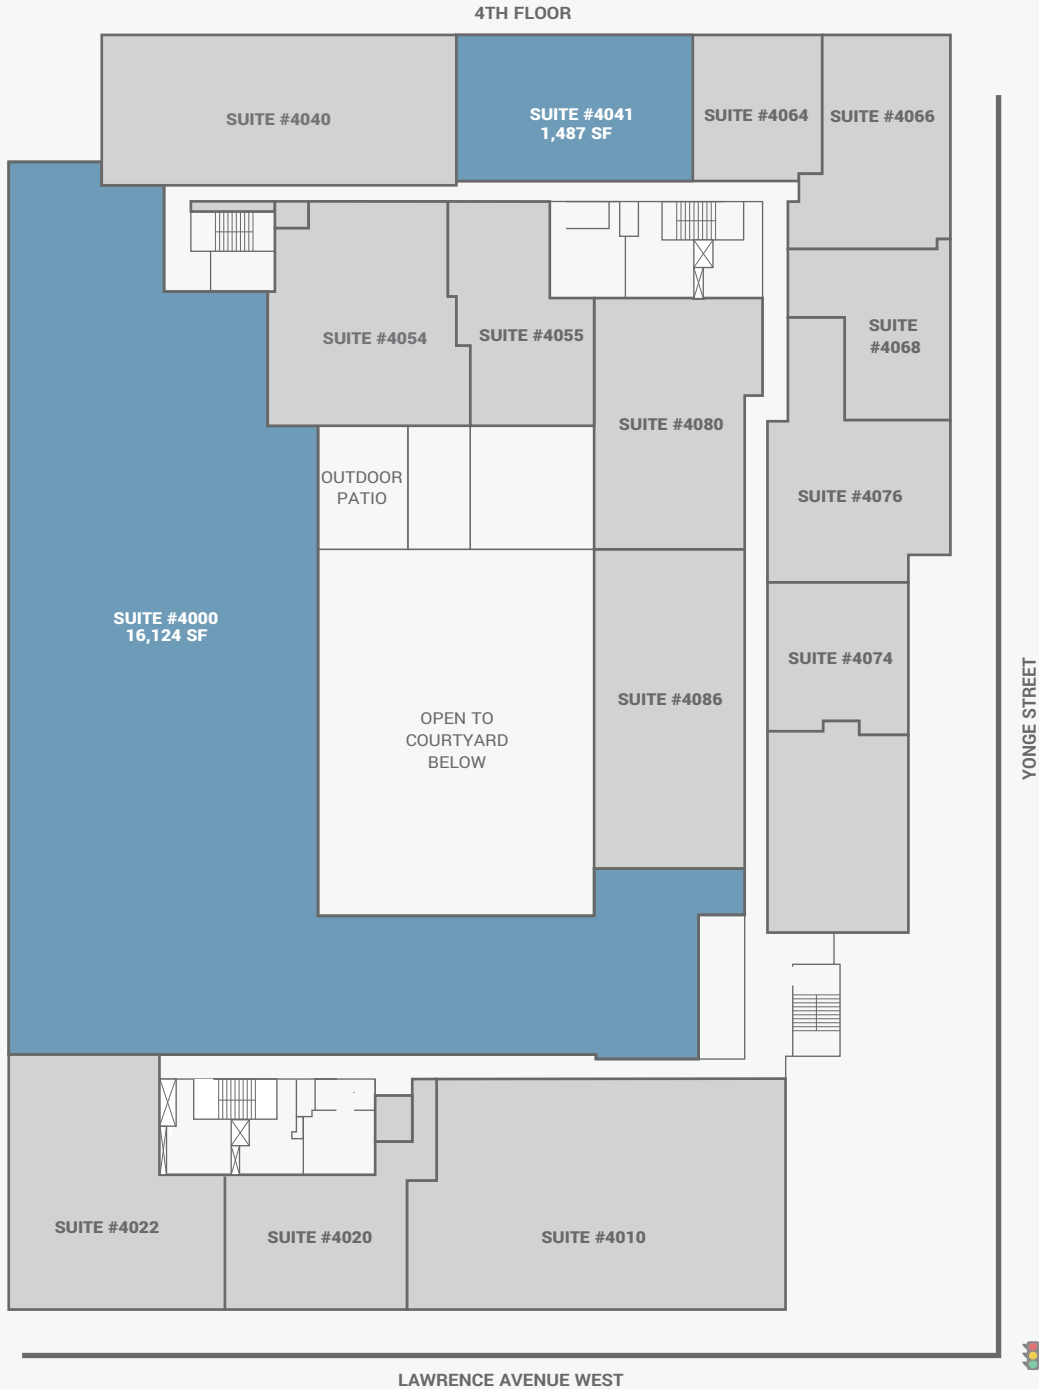 4TH FLOOR
SUITE #4040
SUITE #4041
1,487 SF
SUITE #4064
SUITE #4066
SUITE #4054
SUITE #4055
SUITE
#4068
SUITE #4080
OUTDOOR
PATIO
SUITE #4076
SUITE #4000
16,124 SF
SUITE #4074
SUITE #4086
OPEN TO
COURTYARD
BELOW
YONGE STREET
SUITE #4022
SUITE #4020
SUITE #4010
LAWRENCE AVENUE WEST